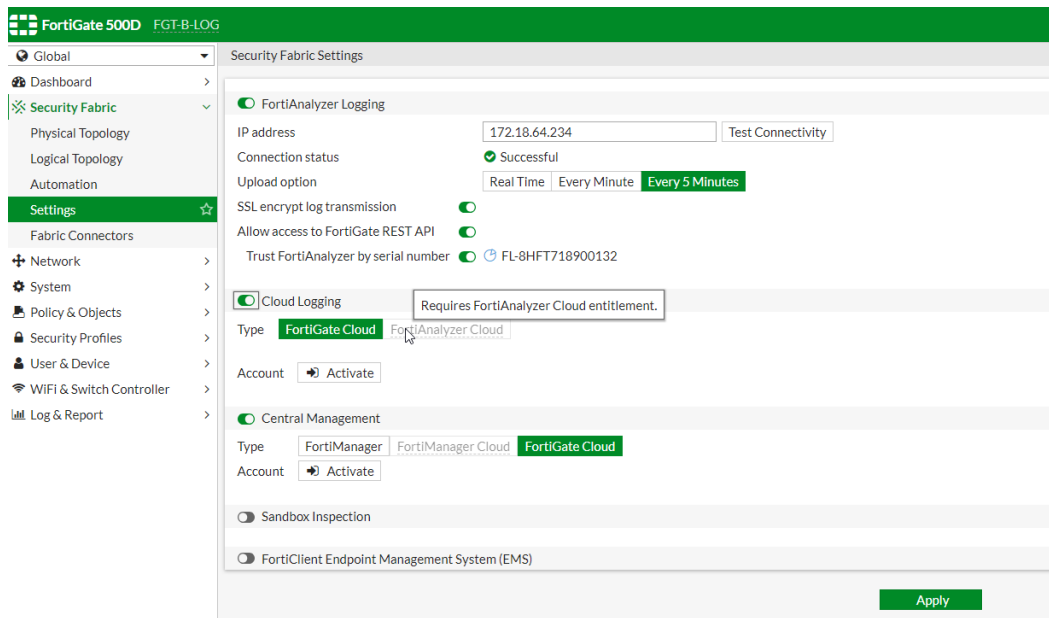 FortiGate 500D FGT-B-LOG
Global
Dashboard
Security Fabric
Physical Topology
Logical Topology
Automation
Settings
Fabric Connectors
Network
System
Policy & Objects
Security Profiles
User & Device
WiFi & Switch Controller
Log & Report
Security Fabric Settings
FortiAnalyzer Logging
IP address 172.18.64.234 Test Connectivity
Connection status Successful
Upload option Real Time Every Minute Every 5 Minutes
SSL encrypt log transmission
Allow access to FortiGate REST API
Trust FortiAnalyzer by serial number FL-8HFT718900132
Cloud Logging
Requires FortiAnalyzer Cloud entitlement.
Type FortiGate Cloud FortiAnalyzer Cloud
Account Activate
Central Management
Type FortiManager FortiManager Cloud FortiGate Cloud
Account Activate
Sandbox Inspection
FortiClient Endpoint Management System (EMS)
Apply